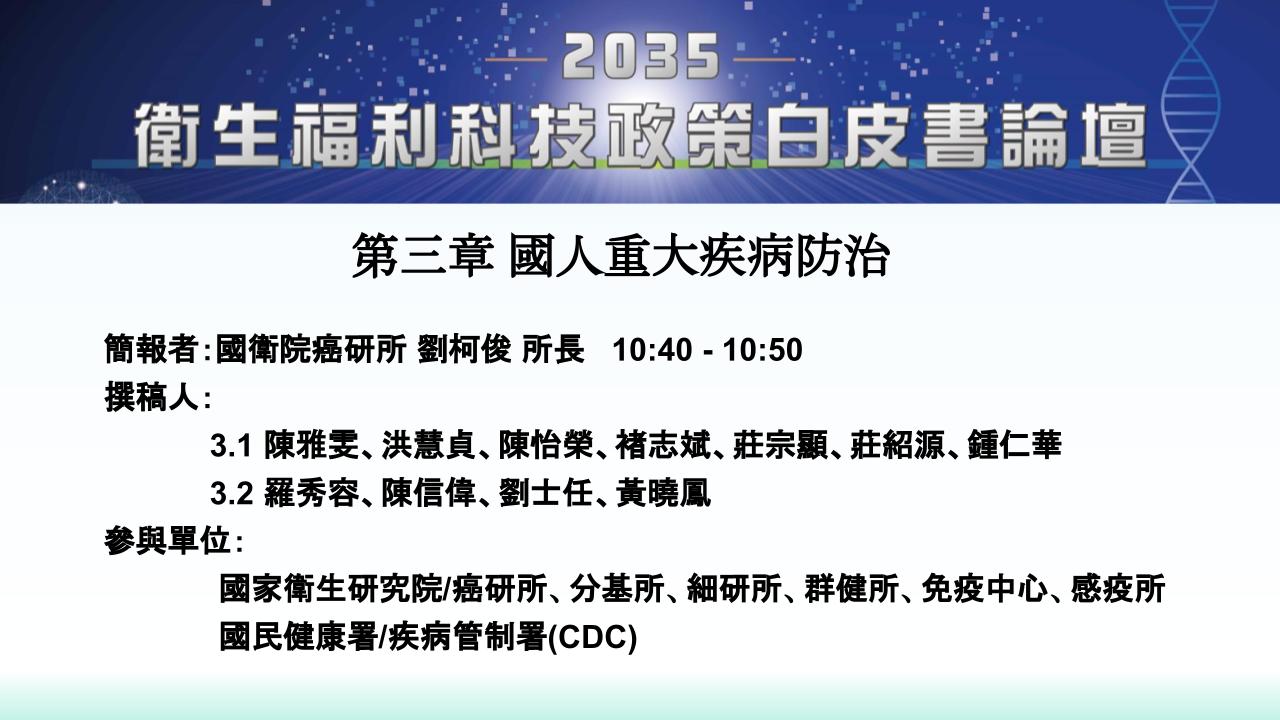 2035
衛生福利科技政策白皮書論壇
第三章 國人重大疾病防治
簡報者：國衛院癌研所 劉柯俊 所長 10:40 - 10:50
撰稿人：
3.1 陳雅雯、洪慧貞、陳怡榮、褚志斌、莊宗顯、莊紹源、鍾仁華
3.2 羅秀容、陳信偉、劉士任、黃曉鳳
參與單位：
國家衛生研究院/癌研所、分基所、細研所、群健所、免疫中心、感疫所
國民健康署/疾病管制署(CDC)